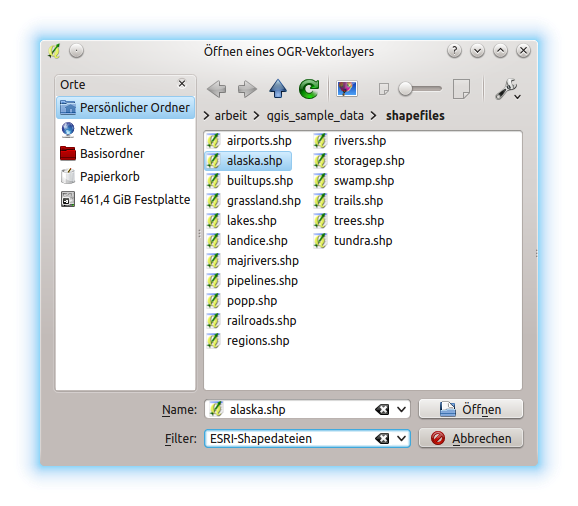 Öffnen eines OGR-Vektorlayers
Orte
Persönlicher Ordner
Netzwerk
Basisordner
Papierkorb
461,4 GiB Festplatte
> arbeit > qgis_sample_data > shapefiles
airports.shp
alaska.shp
builtups.shp
grassland.shp
lakes.shp
landice.shp
majrivers.shp
pipelines.shp
popp.shp
railroads.shp
regions.shp
rivers.shp
storagep.shp
swamp.shp
trails.shp
trees.shp
tundra.shp
Name: alaska.shp Öffnen
Filter: ESRI-Shapedateien Abbrechen